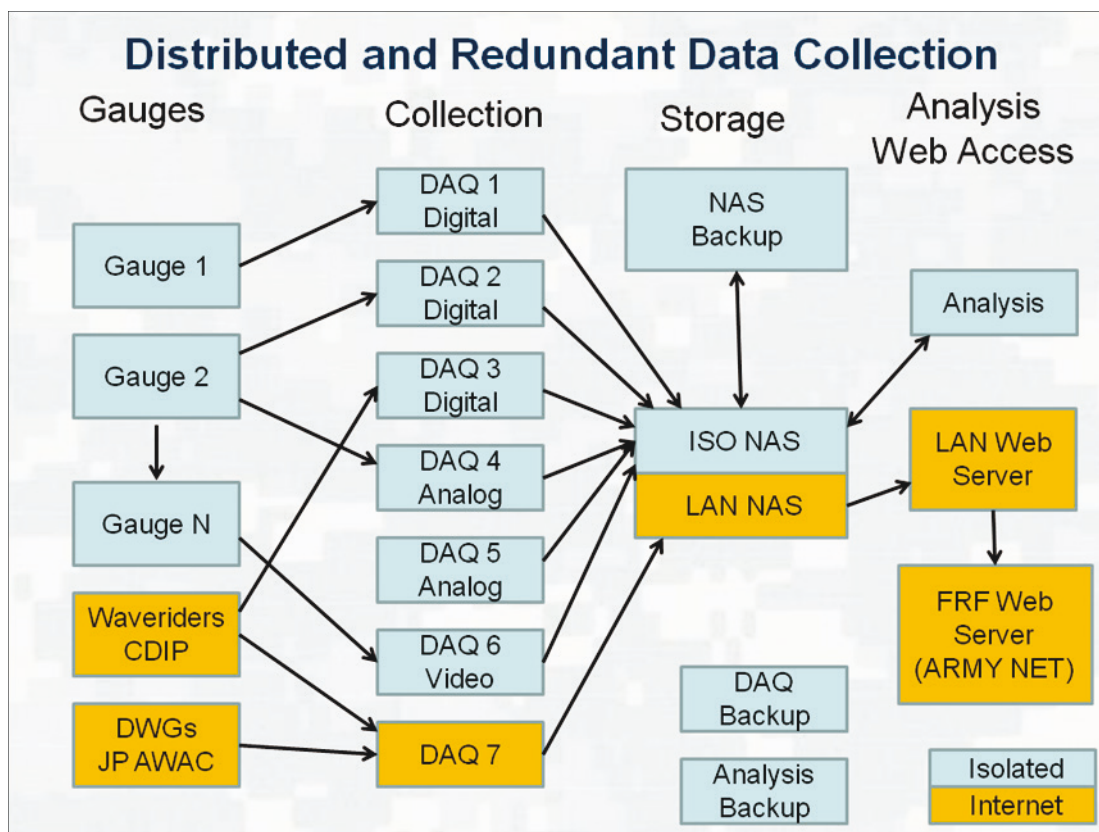 Distributed and Redundant Data Collection
Gauges
Collection
Storage
Analysis
Web Access
Gauge 1
Gauge 2
Gauge N
Waveriders
CDIP
DWGs
JP AWAC
DAQ 1
Digital
DAQ 2
Digital
DAQ 3
Digital
DAQ 4
Analog
DAQ 5
Analog
DAQ 6
Video
DAQ 7
NAS
Backup
ISO NAS
LAN NAS
DAQ
Backup
Analysis
Backup
Analysis
LAN Web
Server
FRF Web
Server
(ARMY NET)
Isolated
Internet